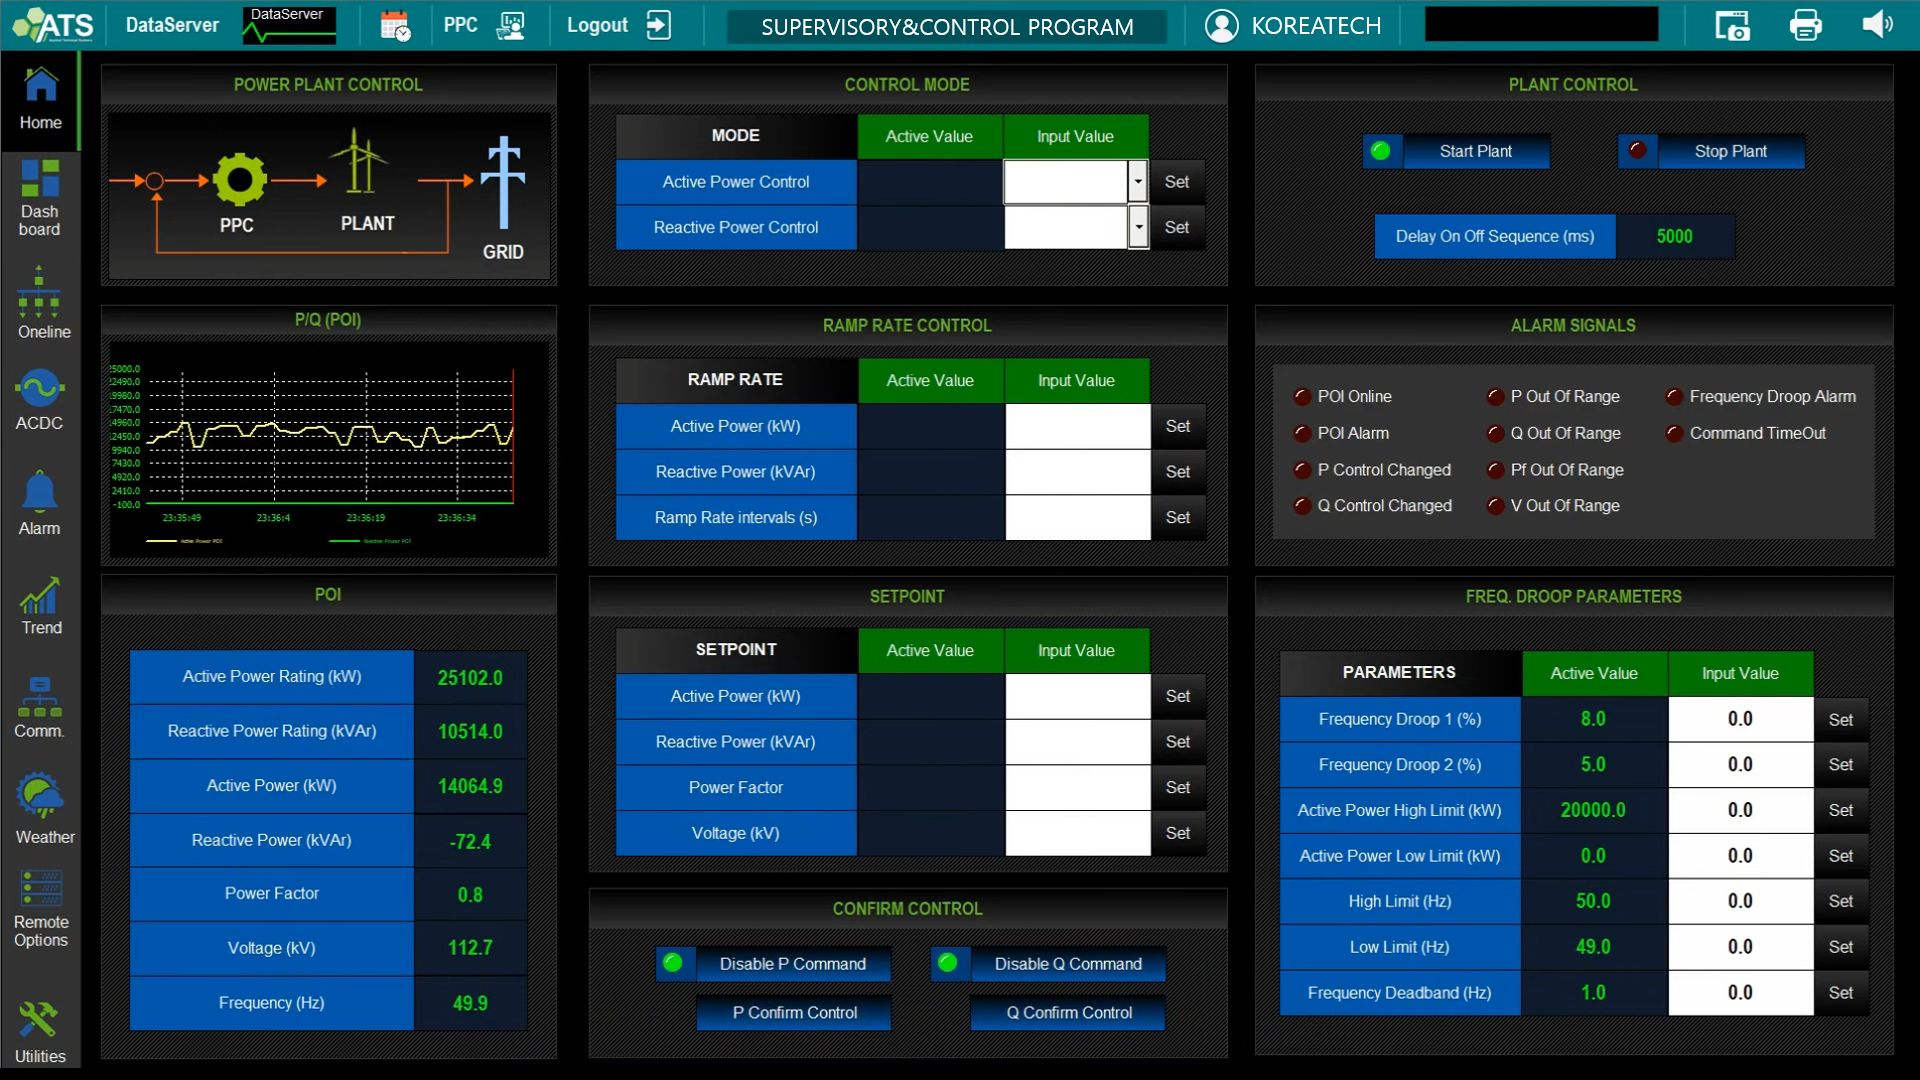 ATS
DataServer
DataServer
PPC
Logout
SUPERVISORY&CONTROL PROGRAM
KOREATECH
Home
Dash
board
Oneline
ACDC
Alarm
Trend
Comm.
Weather
Remote
Options
Utilities
POWER PLANT CONTROL
PPC
PLANT
GRID
P/Q (POI)
25000.0
22490.0
19980.0
17470.0
14960.0
12450.0
9940.0
7430.0
4920.0
2410.0
-100.0
23:35:49 23:36:4 23:36:19 23:36:34
Active Power POI Reactive Power POI
POI
Active Power Rating (kW) 25102.0
Reactive Power Rating (kVAr) 10514.0
Active Power (kW) 14064.9
Reactive Power (kVAr) -72.4
Power Factor 0.8
Voltage (kV) 112.7
Frequency (Hz) 49.9
CONTROL MODE
MODE Active Value Input Value
Active Power Control Set
Reactive Power Control Set
RAMP RATE CONTROL
RAMP RATE Active Value Input Value
Active Power (kW) Set
Reactive Power (kVAr) Set
Ramp Rate intervals (s) Set
SETPOINT
SETPOINT Active Value Input Value
Active Power (kW) Set
Reactive Power (kVAr) Set
Power Factor Set
Voltage (kV) Set
CONFIRM CONTROL
Disable P Command Disable Q Command
P Confirm Control Q Confirm Control
PLANT CONTROL
Start Plant Stop Plant
Delay On Off Sequence (ms) 5000
ALARM SIGNALS
POI Online P Out Of Range Frequency Droop Alarm
POI Alarm Q Out Of Range Command TimeOut
P Control Changed Pf Out Of Range
Q Control Changed V Out Of Range
FREQ. DROOP PARAMETERS
PARAMETERS Active Value Input Value
Frequency Droop 1 (%) 8.0 0.0 Set
Frequency Droop 2 (%) 5.0 0.0 Set
Active Power High Limit (kW) 20000.0 0.0 Set
Active Power Low Limit (kW) 0.0 0.0 Set
High Limit (Hz) 50.0 0.0 Set
Low Limit (Hz) 49.0 0.0 Set
Frequency Deadband (Hz) 1.0 0.0 Set